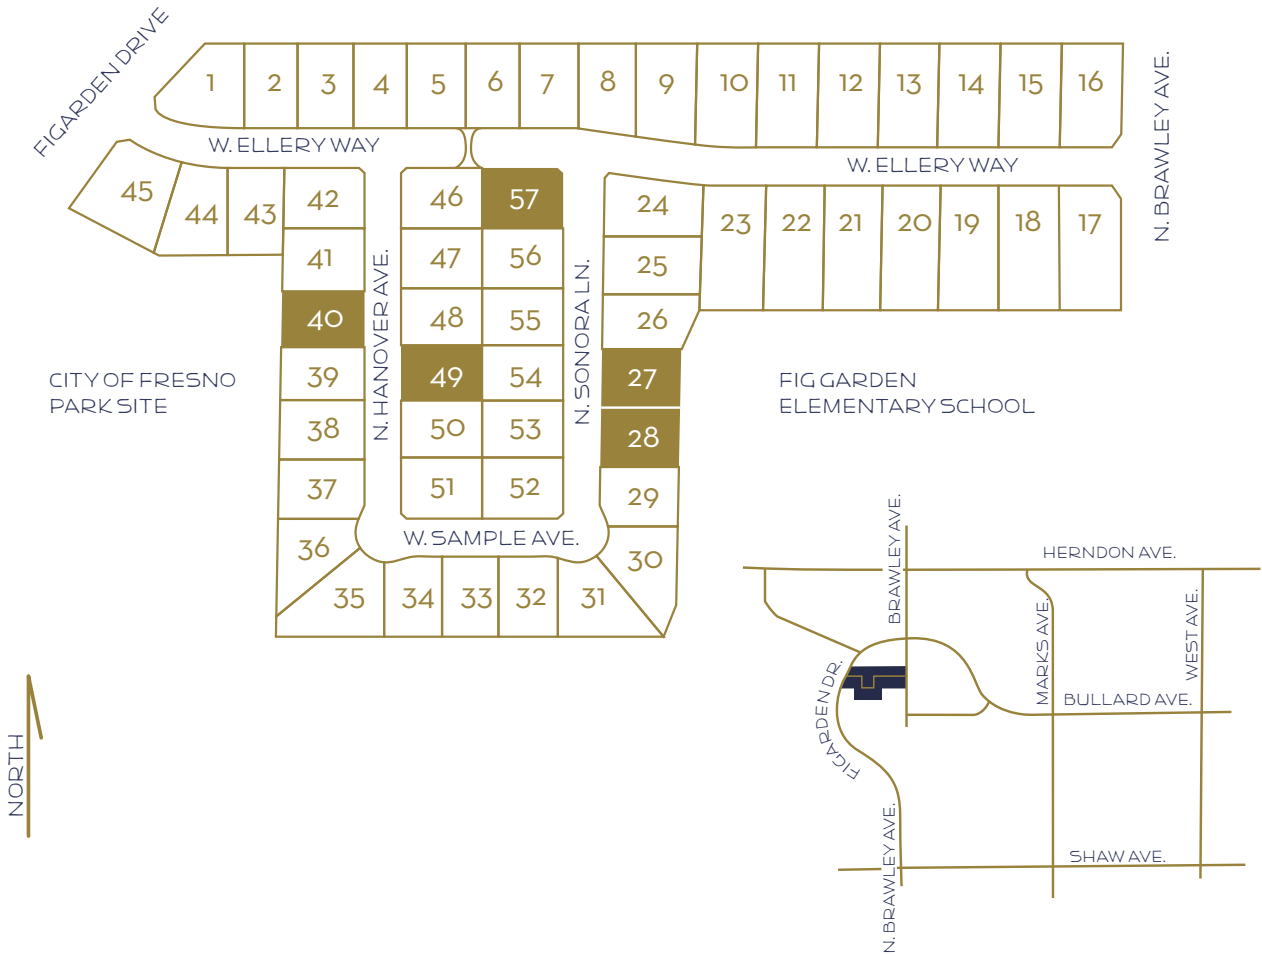 FIGARDEN DRIVE
1 2 3 4 5 6 7 8 9 10 11 12 13 14 15 16
N. BRAWLEY AVE.
W. ELLERY WAY
W. ELLERY WAY
45 44 43 42 46 57 24 23 22 21 20 19 18 17
41 47 56 25
40 48 55 26
39 49 54 27
38 50 53 28
37 51 52 29
N. HANOVER AVE.
N. SONORA LN.
CITY OF FRESNO
PARK SITE
FIG GARDEN
ELEMENTARY SCHOOL
W. SAMPLE AVE.
36 35 34 33 32 31 30
NORTH
BRAWLEY AVE.
HERNDON AVE.
MARKS AVE.
WEST AVE.
BULLARD AVE.
FIGARDEN DR.
SHAW AVE.
N. BRAWLEY AVE.